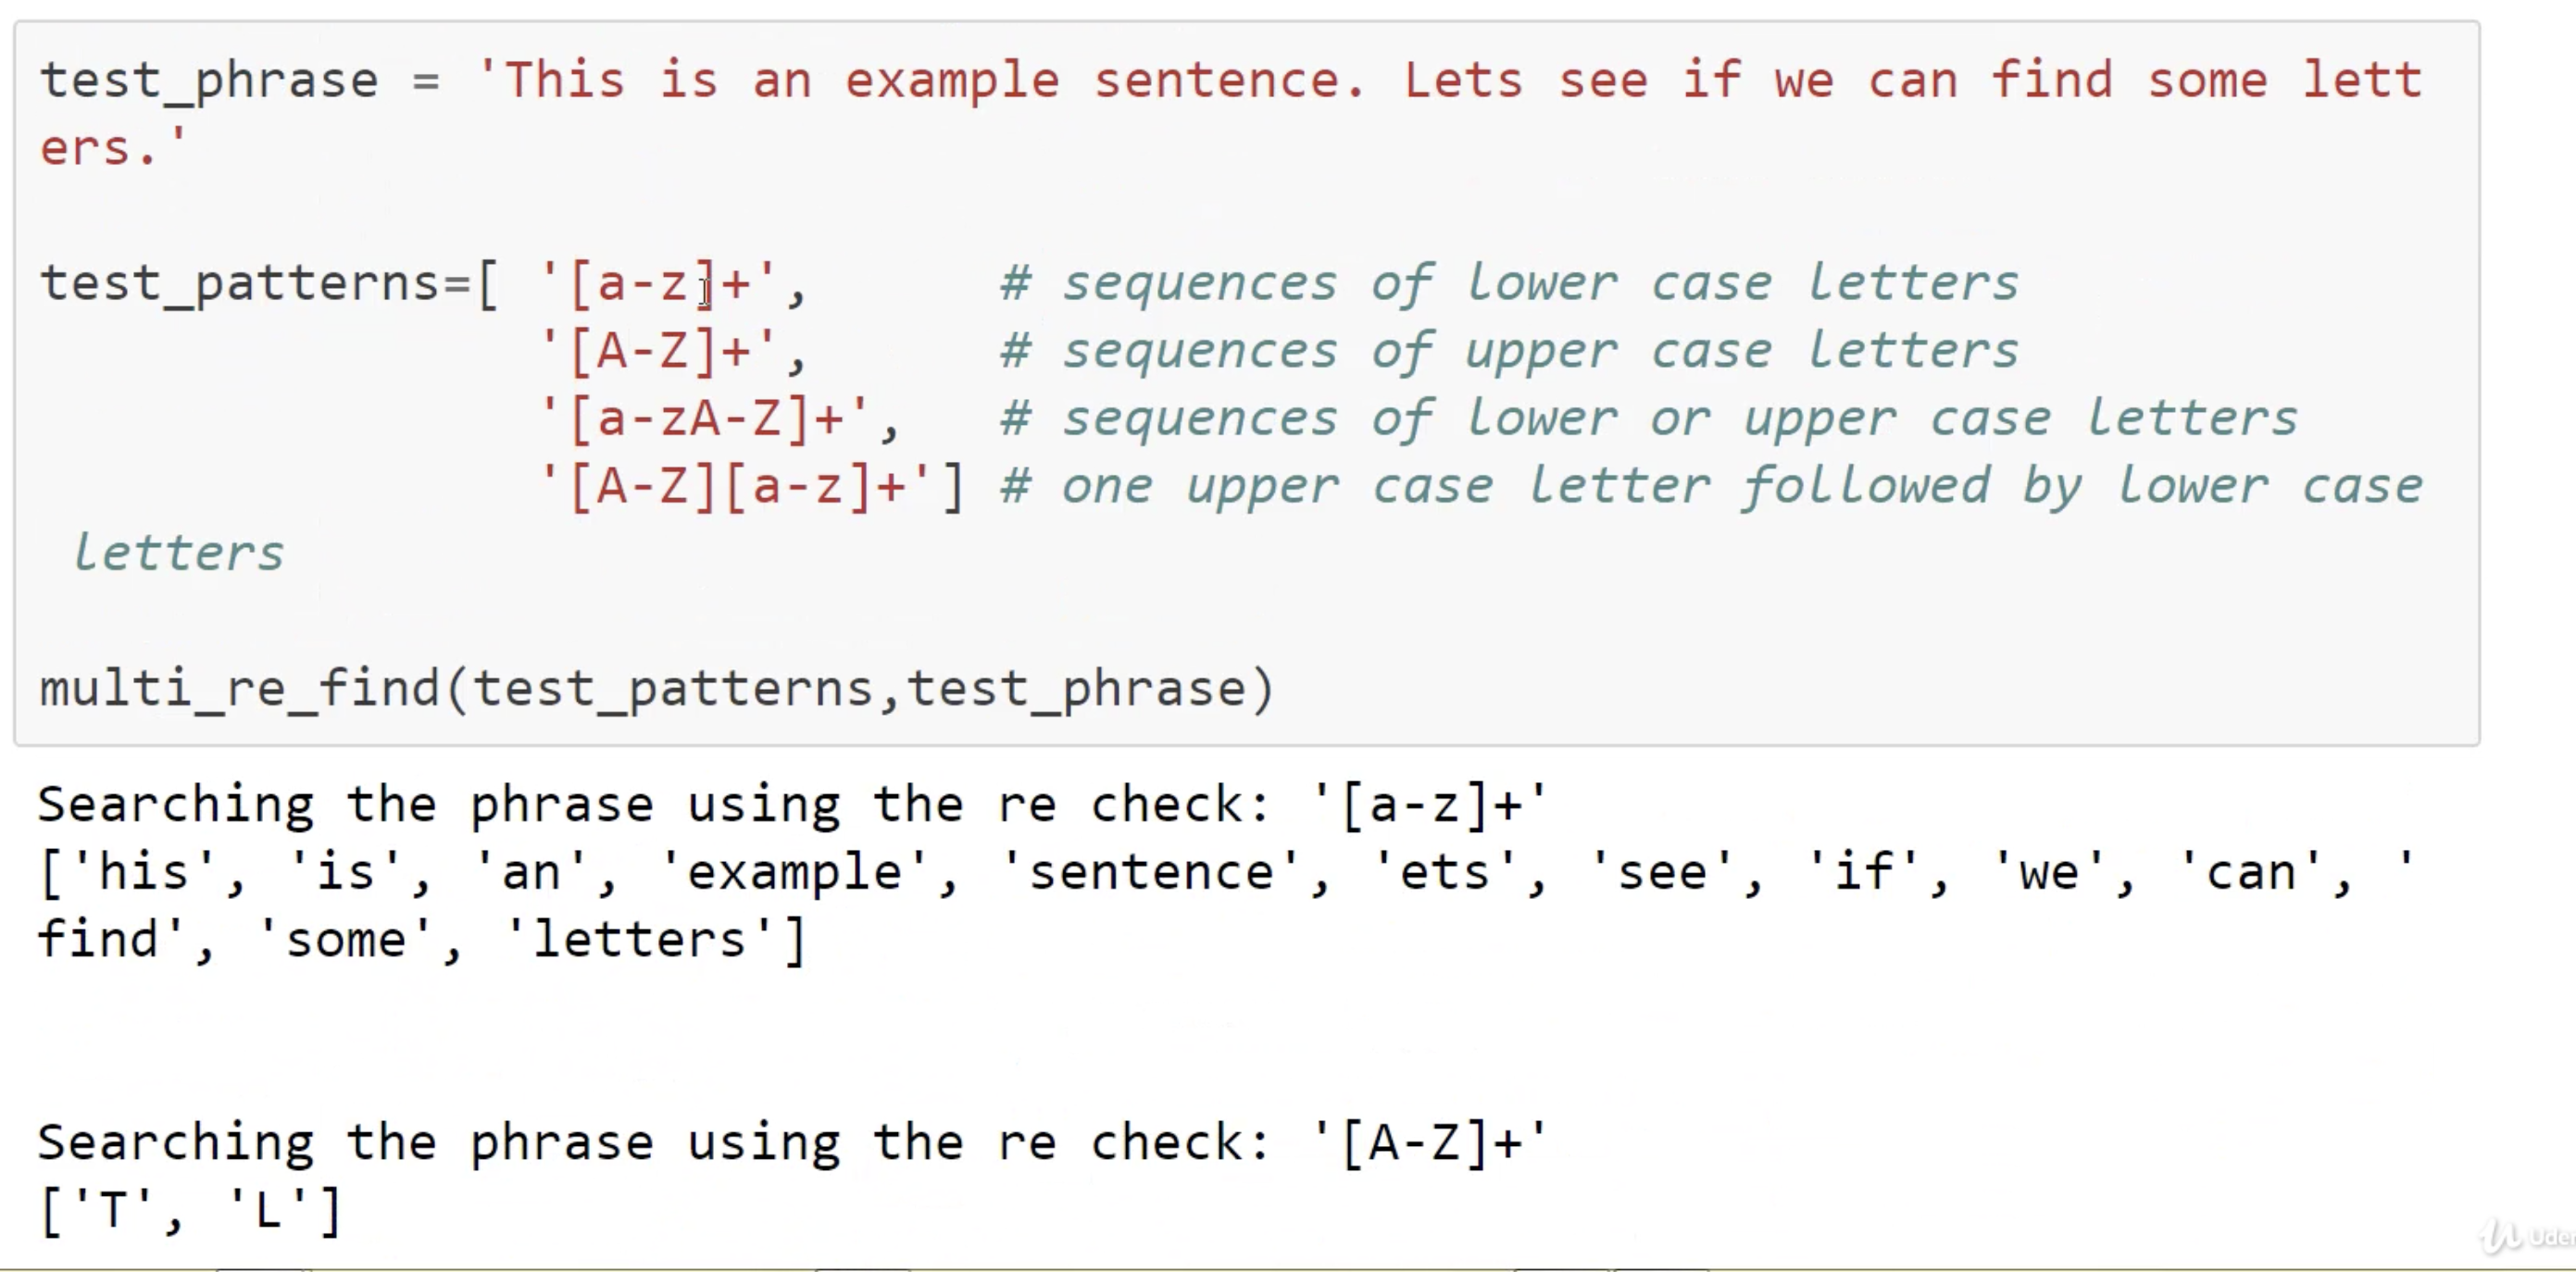 test_phrase = 'This is an example sentence. Lets see if we can find some lett
ers.'
test_patterns=[ '[a-z]+',      # sequences of lower case letters
                '[A-Z]+',      # sequences of upper case letters
                '[a-zA-Z]+',   # sequences of lower or upper case letters
                '[A-Z][a-z]+'] # one upper case letter followed by lower case
 letters
multi_re_find(test_patterns,test_phrase)
Searching the phrase using the re check: '[a-z]+'
['his', 'is', 'an', 'example', 'sentence', 'ets', 'see', 'if', 'we', 'can', '
find', 'some', 'letters']
Searching the phrase using the re check: '[A-Z]+'
['T', 'L']